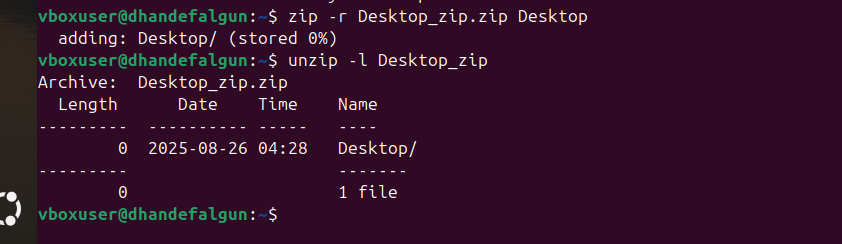 vboxuser@dhandefalgun:~$ zip -r Desktop_zip.zip Desktop
  adding: Desktop/ (stored 0%)
vboxuser@dhandefalgun:~$ unzip -l Desktop_zip
Archive:  Desktop_zip.zip
  Length      Date    Time    Name
---------  ---------- -----   ----
        0  2025-08-26 04:28   Desktop/
---------                     -------
        0                     1 file
vboxuser@dhandefalgun:~$